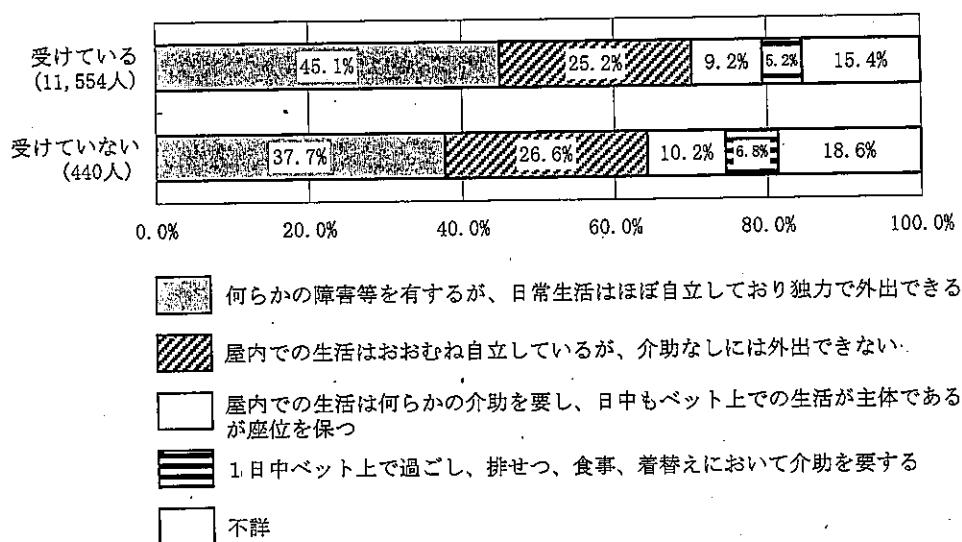 受けている
(11,554人)
45.1% 25.2% 9.2% 5.2% 15.4%
受けていない
(440人)
37.7% 26.6% 10.2% 6.8% 18.6%
0.0% 20.0% 40.0% 60.0% 80.0% 100.0%
何らかの障害等を有するが、日常生活はほぼ自立しており独力で外出できる
屋内での生活はおおむね自立しているが、介助なしには外出できない
屋内での生活は何らかの介助を要し、日中もベット上での生活が主体である
が座位を保つ
1日中ベット上で過ごし、排せつ、食事、着替えにおいて介助を要する
不詳